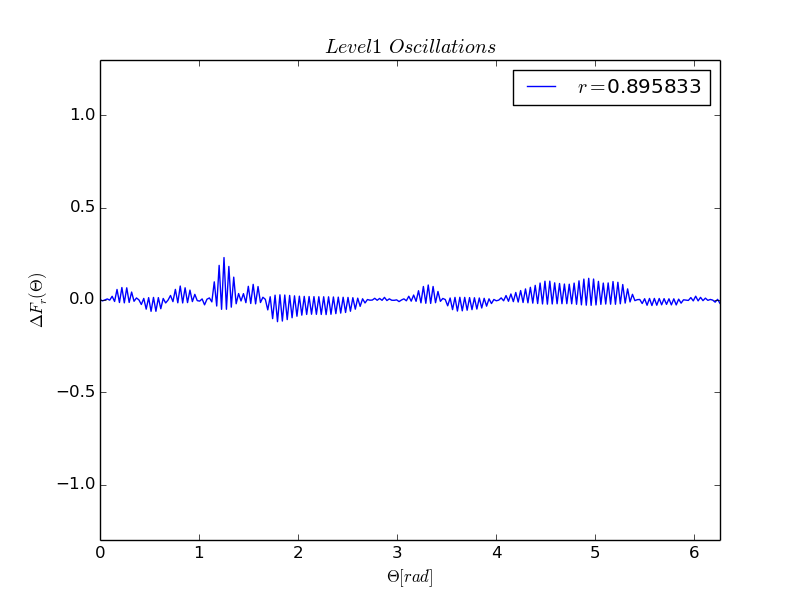 Level1 Oscillations
r=0.895833
1.0
0.5
0.0
−0.5
−1.0
ΔF_r(Θ)
0 1 2 3 4 5 6
Θ[rad]